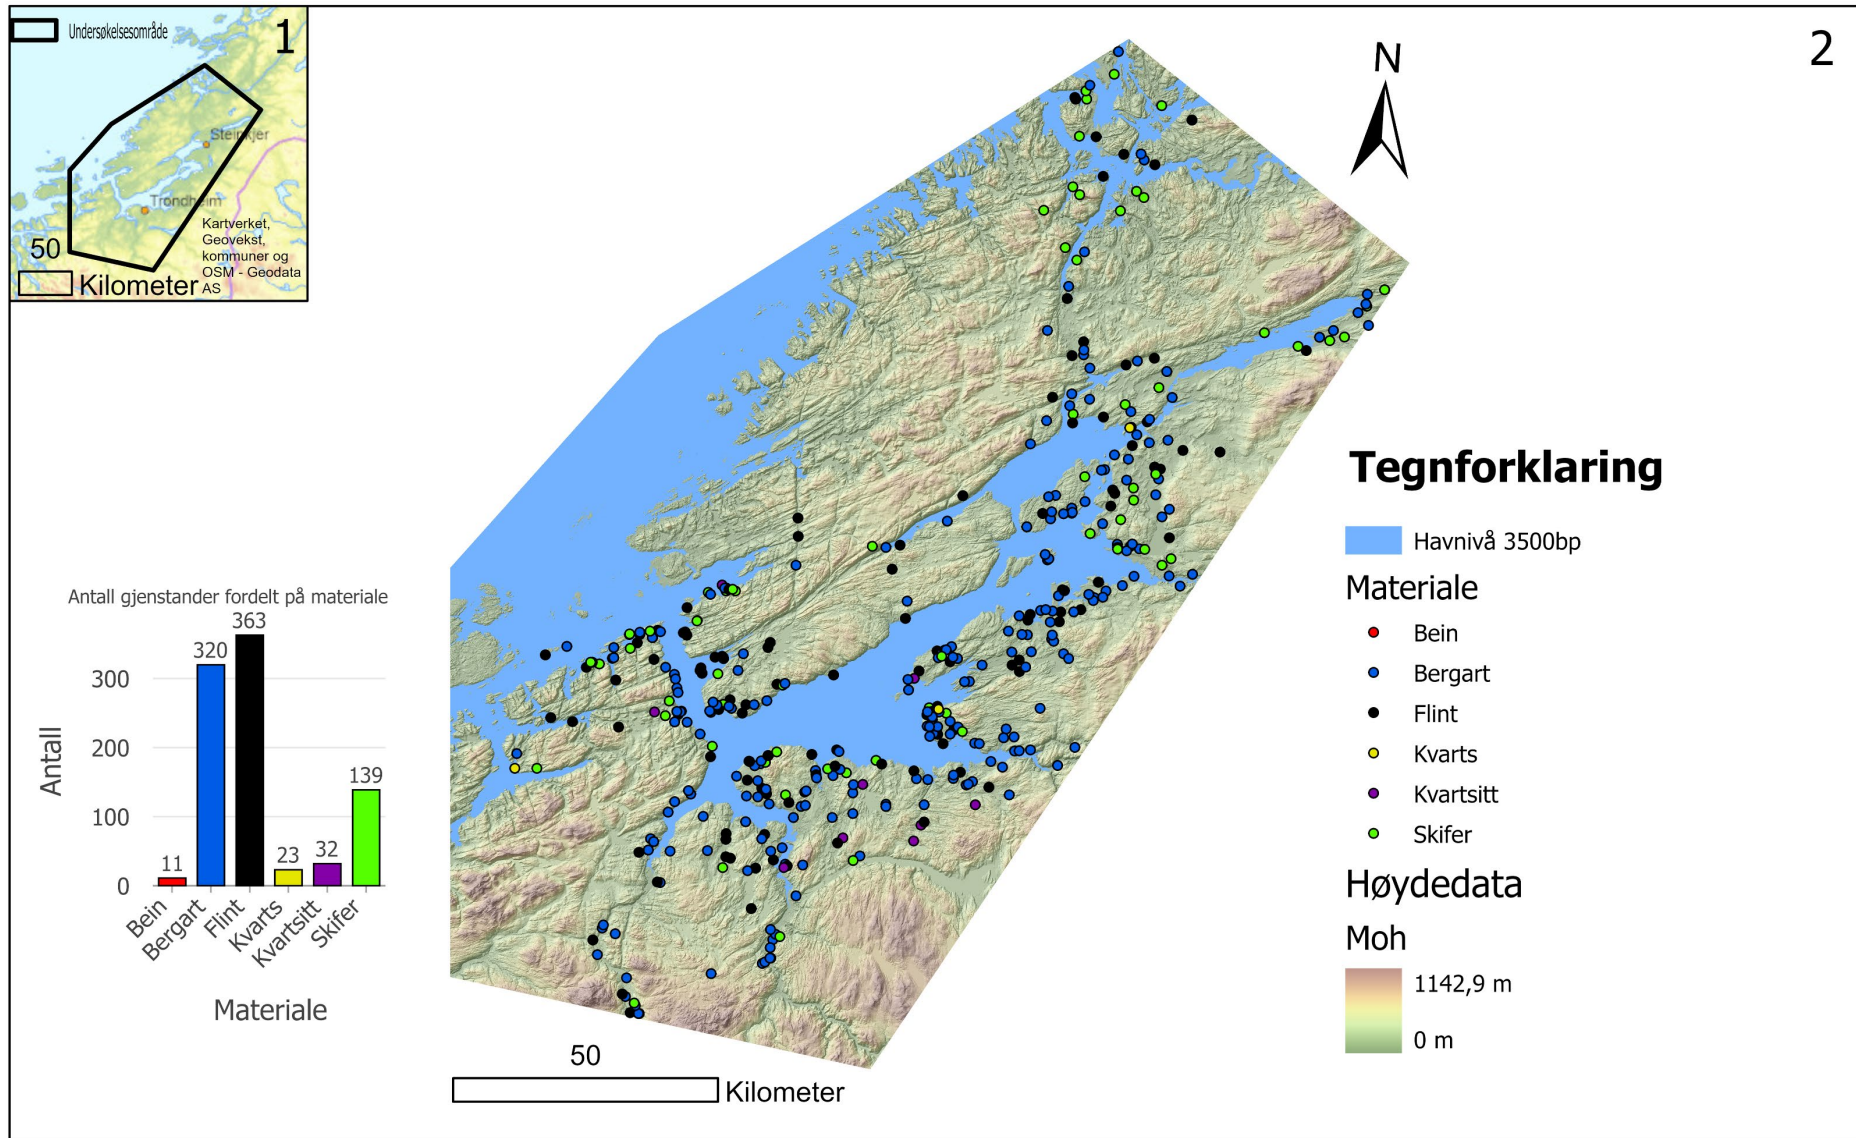 Undersøkelsesområde
1
Steinkjer
Trondheim
Kartverket,
Geovekst,
kommuner og
OSM - Geodata
AS
50
Kilometer
2
N
Antall gjenstander fordelt på materiale
363
320
300
200
139
100
11
23
32
0
Antall
Bein
Bergart
Flint
Kvarts
Kvartsitt
Skifer
Materiale
50
Kilometer
Tegnforklaring
Havnivå 3500bp
Materiale
Bein
Bergart
Flint
Kvarts
Kvartsitt
Skifer
Høydedata
Moh
1142,9 m
0 m